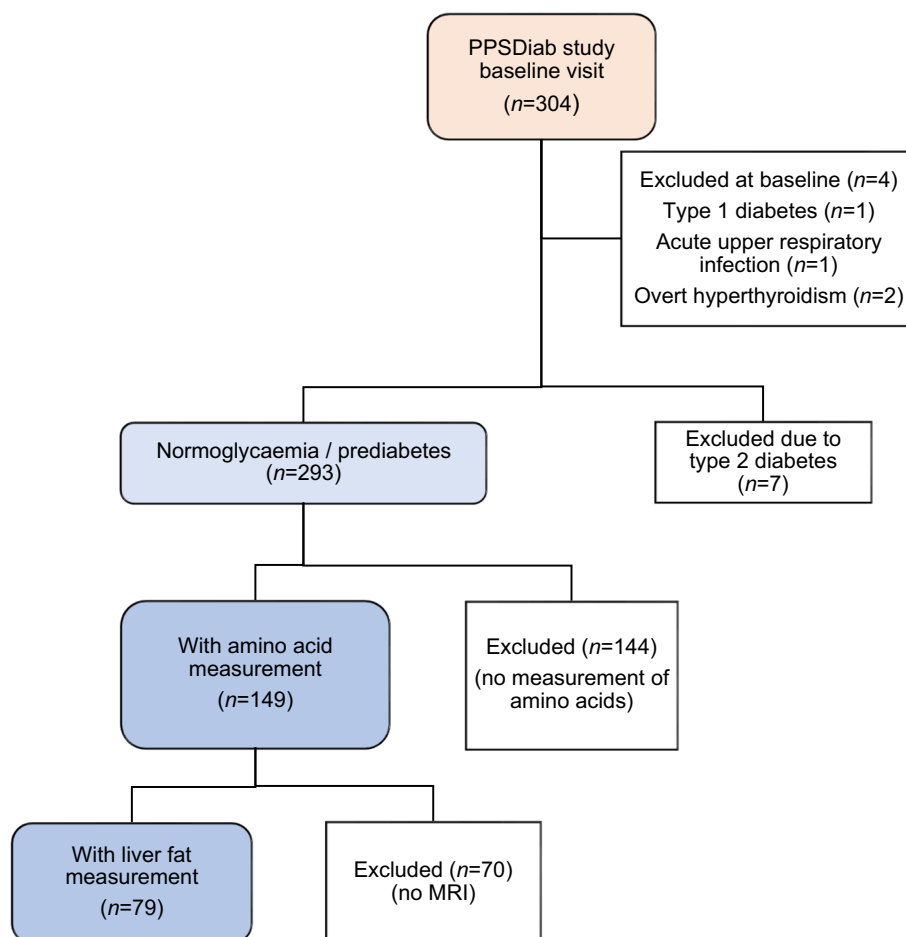 PPSDiab study
baseline visit
(n=304)
Excluded at baseline (n=4)
Type 1 diabetes (n=1)
Acute upper respiratory
infection (n=1)
Overt hyperthyroidism (n=2)
Normoglycaemia / prediabetes
(n=293)
Excluded due to
type 2 diabetes
(n=7)
With amino acid
measurement
(n=149)
Excluded (n=144)
(no measurement of
amino acids)
With liver fat
measurement
(n=79)
Excluded (n=70)
(no MRI)